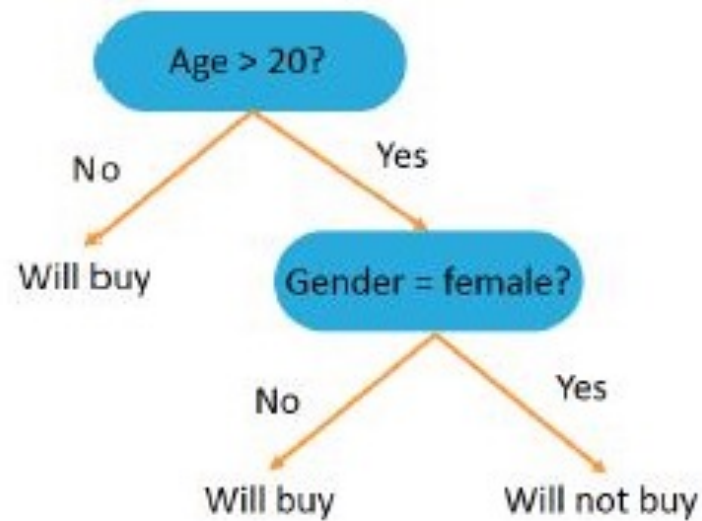 Age > 20?
No
Yes
Will buy
Gender = female?
No
Yes
Will buy
Will not buy